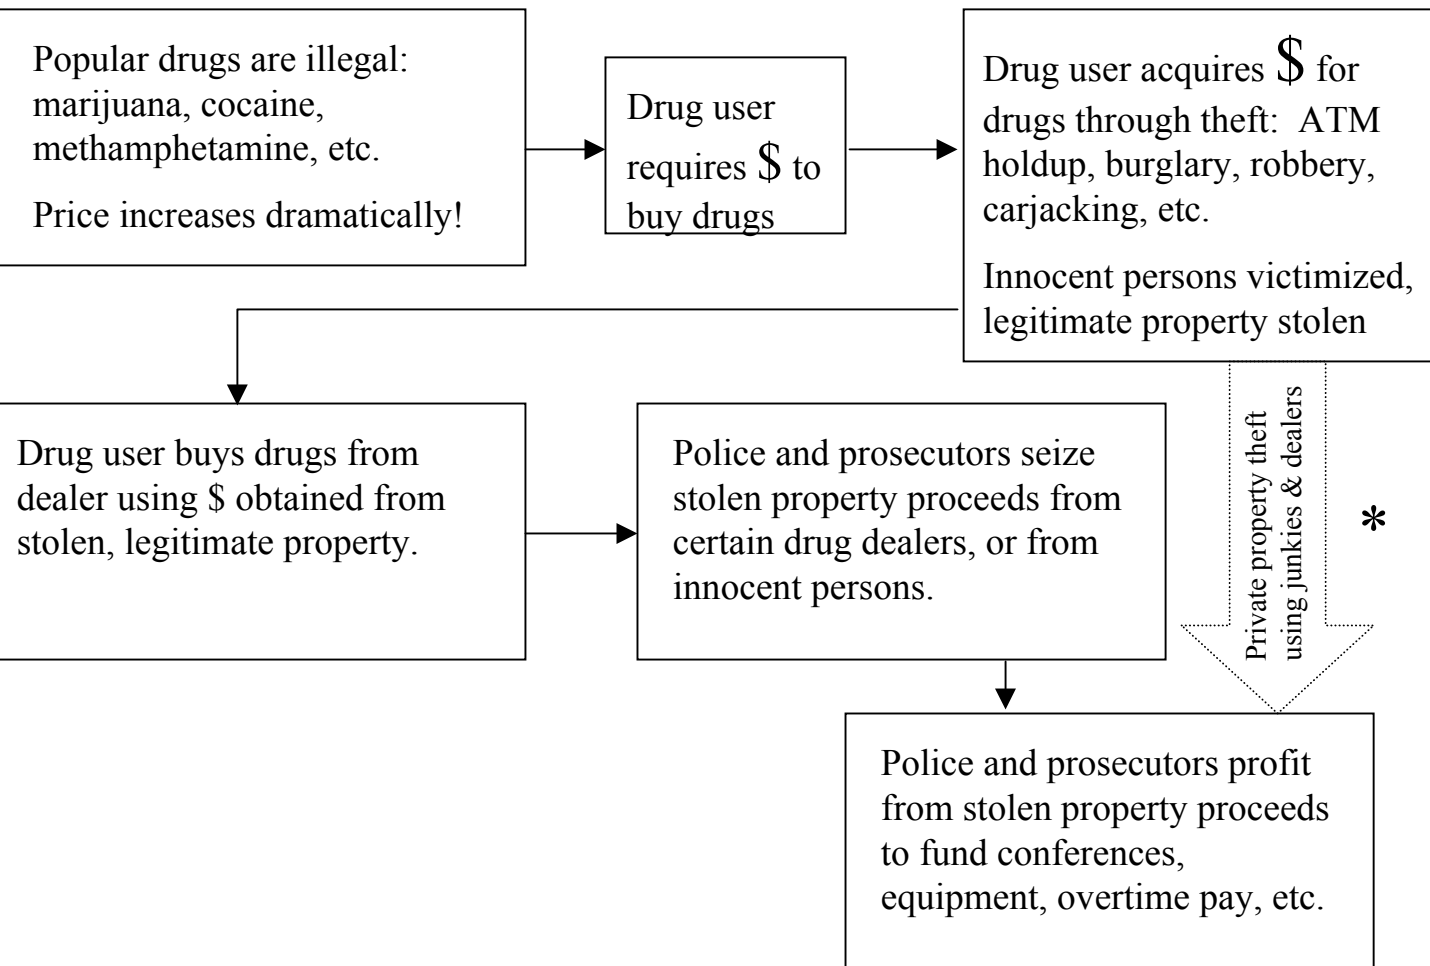 Popular drugs are illegal:
marijuana, cocaine,
methamphetamine, etc.
Price increases dramatically!
Drug user
requires $ to
buy drugs
Drug user acquires $ for
drugs through theft: ATM
holdup, burglary, robbery,
carjacking, etc.
Innocent persons victimized,
legitimate property stolen
Drug user buys drugs from
dealer using $ obtained from
stolen, legitimate property.
Police and prosecutors seize
stolen property proceeds from
certain drug dealers, or from
innocent persons.
Private property theft
using junkies & dealers
*
Police and prosecutors profit
from stolen property proceeds
to fund conferences,
equipment, overtime pay, etc.